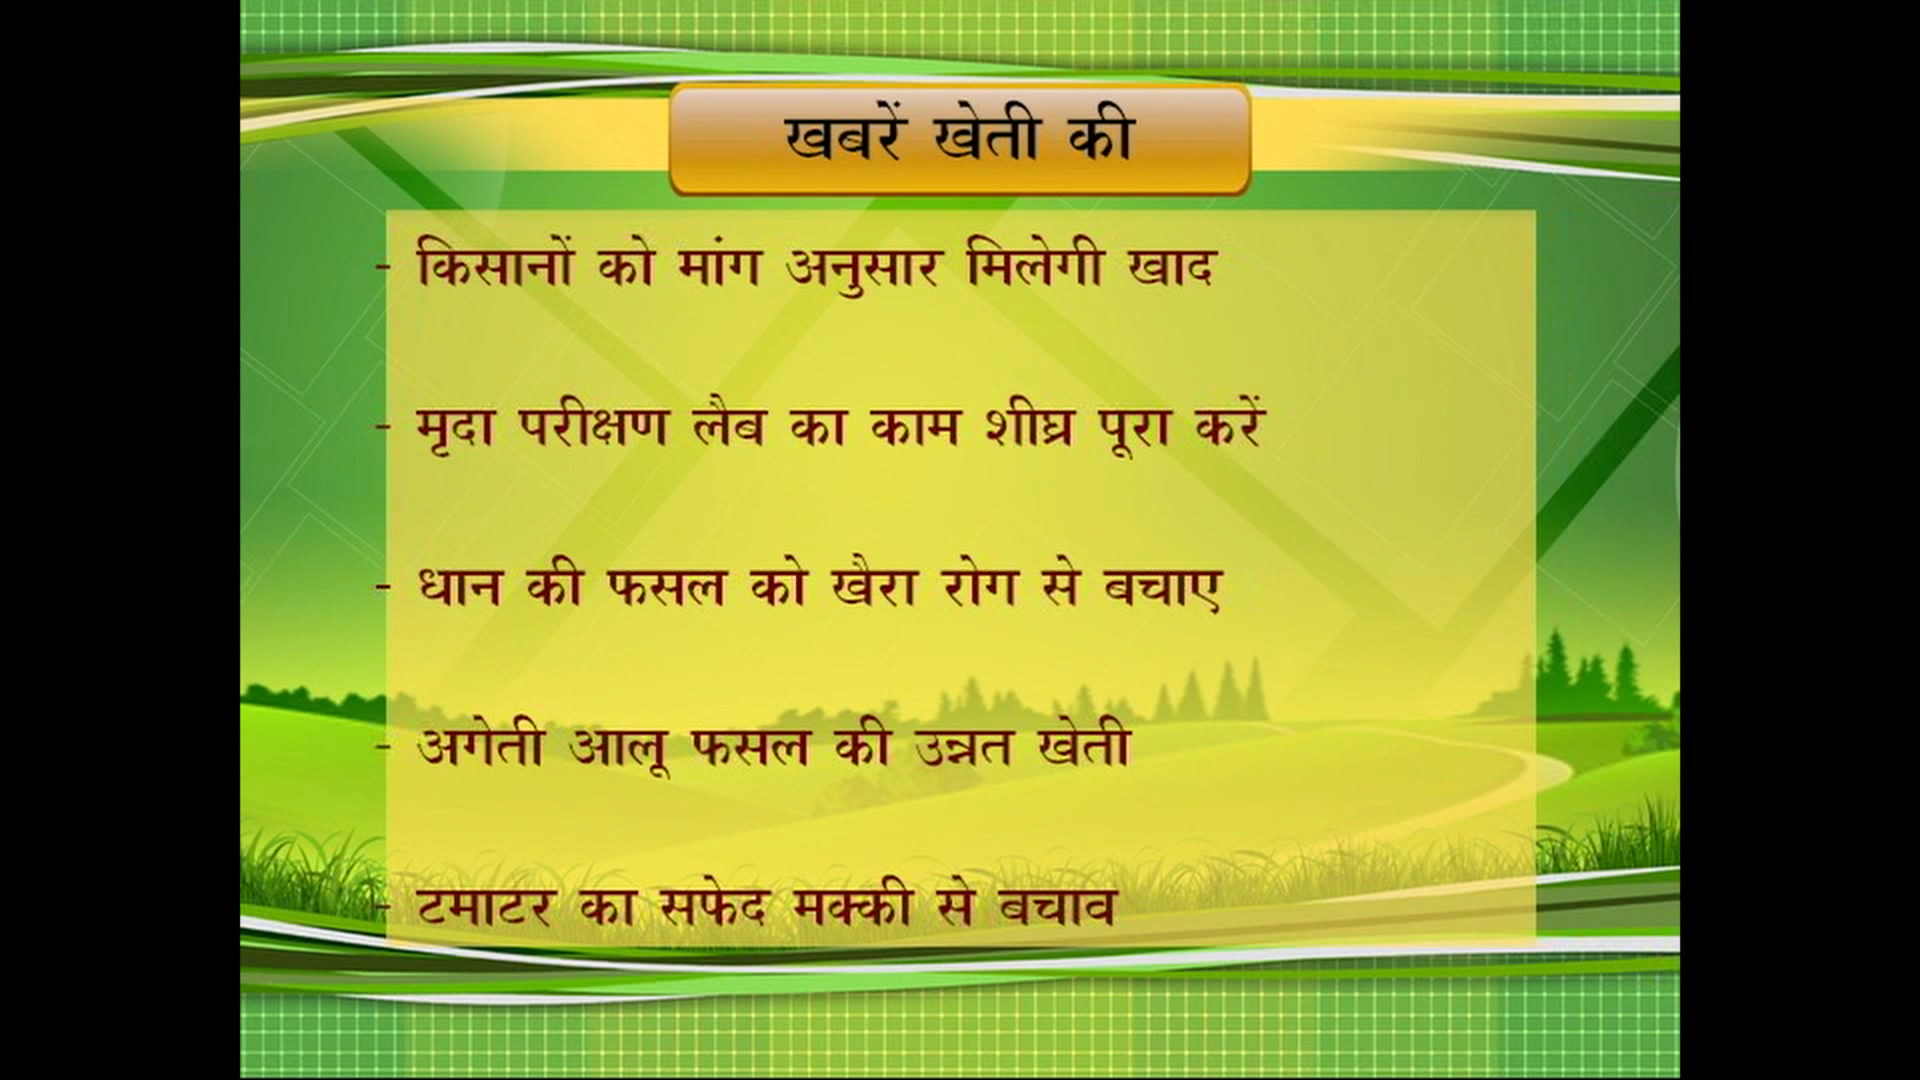 खबरें खेती की
- किसानों को मांग अनुसार मिलेगी खाद
- मृदा परीक्षण लैब का काम शीघ्र पूरा करें
- धान की फसल को खैरा रोग से बचाए
- अगेती आलू फसल की उन्नत खेती
- टमाटर का सफेद मक्की से बचाव